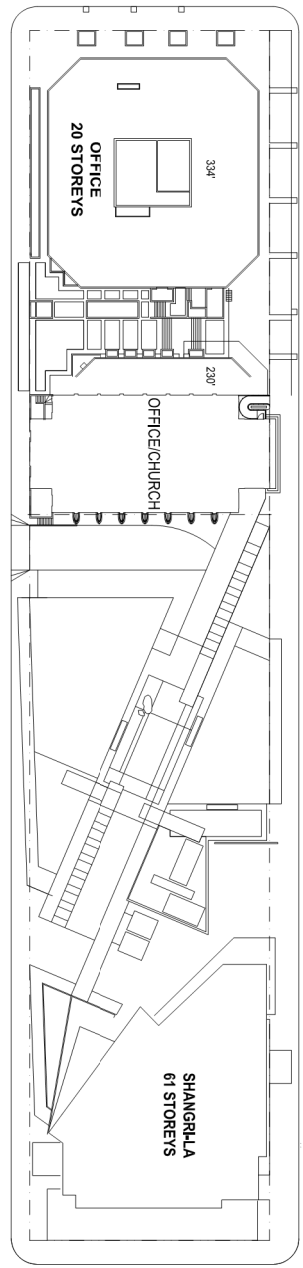 334'
OFFICE
20 STOREYS
230'
OFFICE/CHURCH
SHANGRI-LA
61 STOREYS